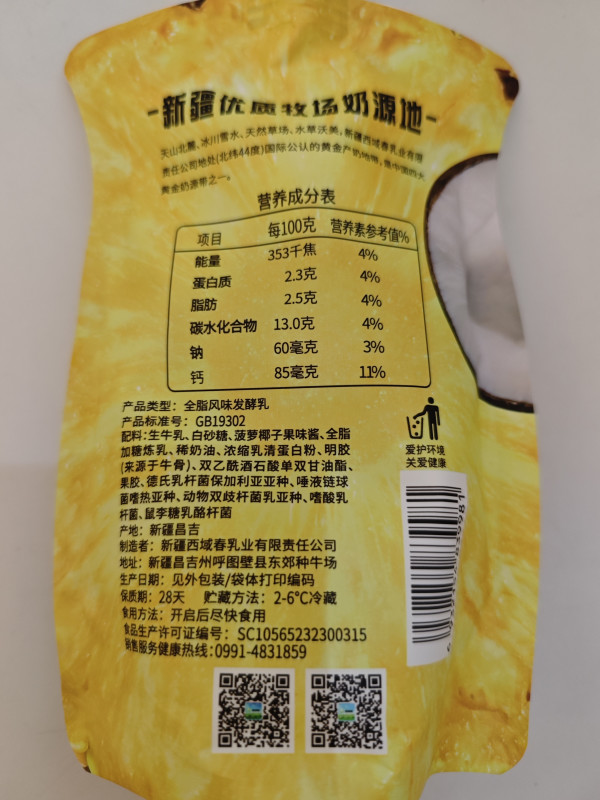 -新疆优质牧场奶源地-
天山北麓、冰川雪水、天然草场、水草沃美,新疆西域春乳业有限
责任公司地处(北纬44度)国际公认的黄金产奶地带,是中国四大
黄金奶源带之一。
营养成分表
项目 每100克 营养素参考值%
能量 353千焦 4%
蛋白质 2.3克 4%
脂肪 2.5克 4%
碳水化合物 13.0克 4%
钠 60毫克 3%
钙 85毫克 11%
产品类型:全脂风味发酵乳
产品标准号:GB19302
配料:生牛乳、白砂糖、菠萝椰子果味酱、全脂
加糖炼乳、稀奶油、浓缩乳清蛋白粉、明胶
(来源于牛骨)、双乙酰酒石酸单双甘油酯、
果胶、德氏乳杆菌保加利亚亚种、唾液链球
菌嗜热亚种、动物双歧杆菌乳亚种、嗜酸乳
杆菌、鼠李糖乳酪杆菌
产地:新疆昌吉
制造者:新疆西域春乳业有限责任公司
地址:新疆昌吉州呼图壁县东郊种牛场
生产日期:见外包装/袋体打印编码
保质期:28天 贮藏方法:2-6℃冷藏
食用方法:开启后尽快食用
食品生产许可证编号:SC10565232300315
销售服务健康热线:0991-4831859
爱护环境
关爱健康